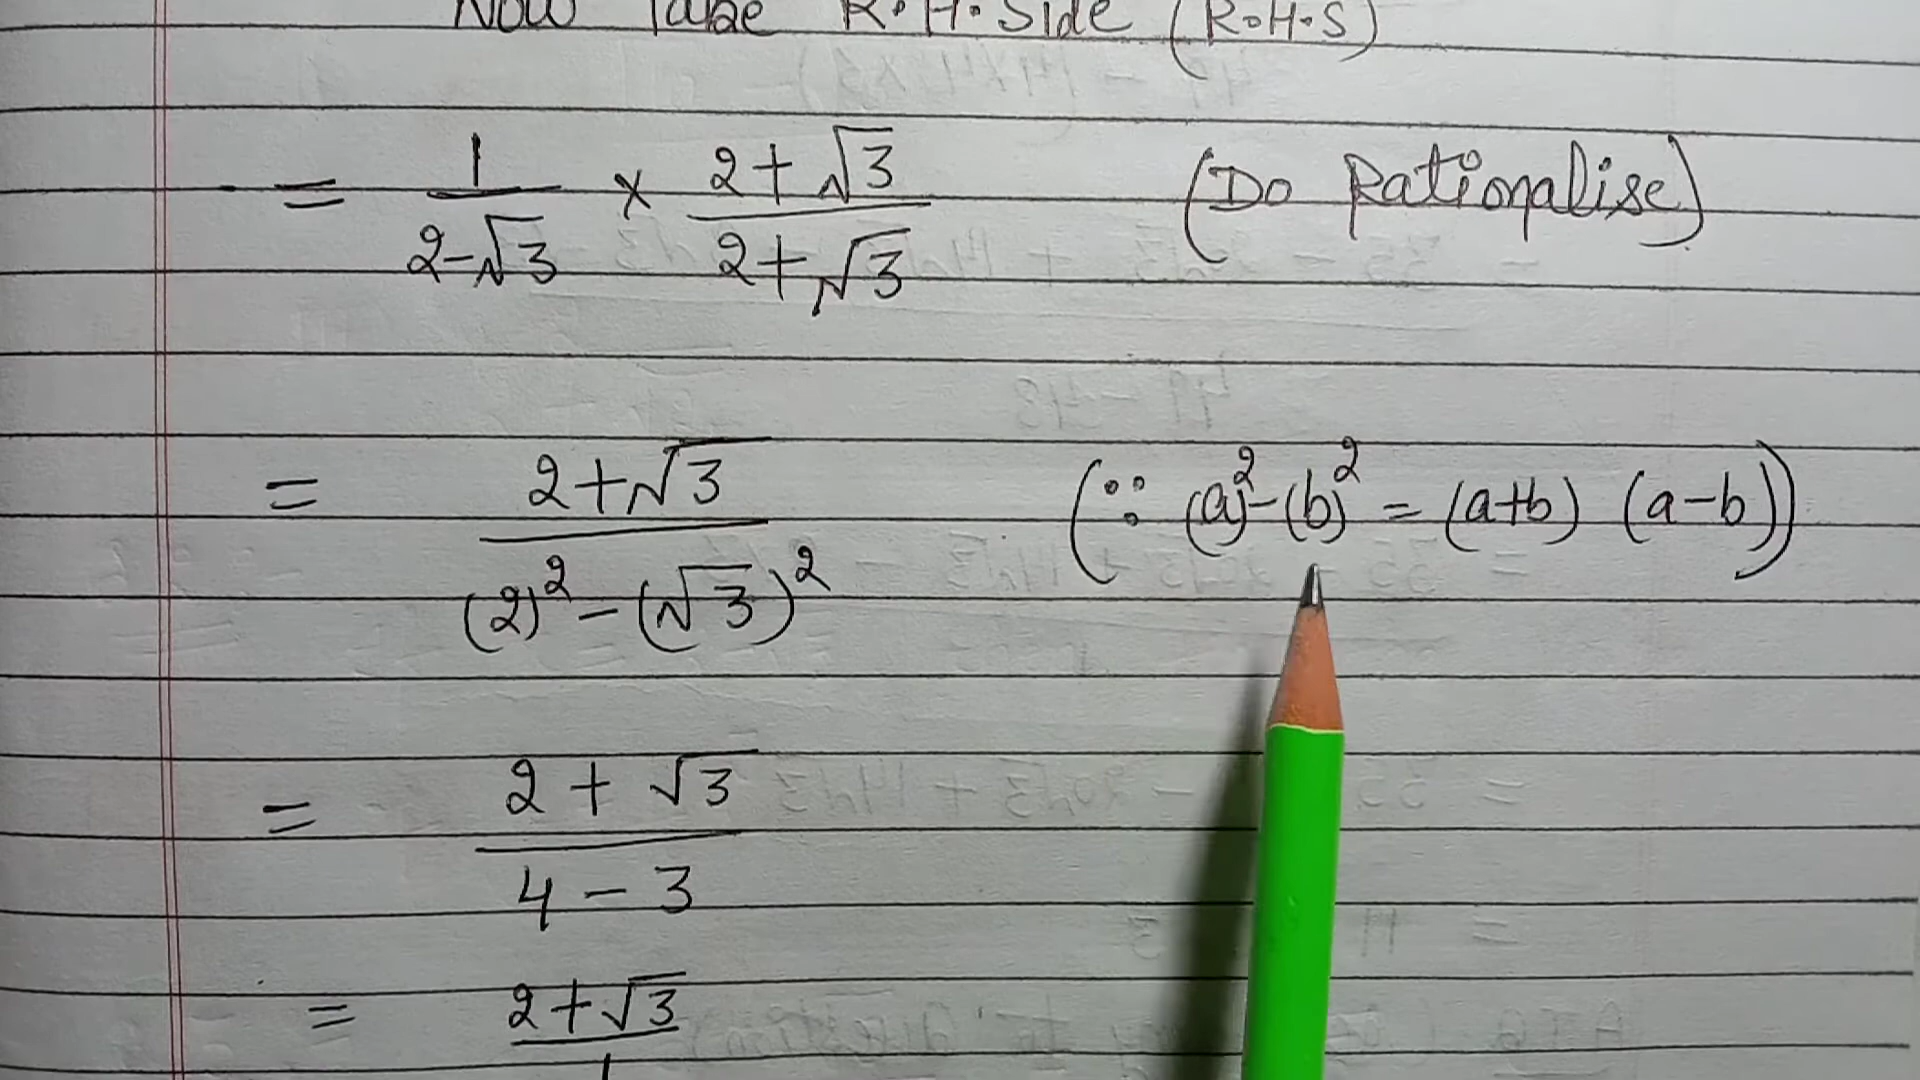 Now Take R.H.Side (R.H.S)
= 1/(2-√3) × (2+√3)/(2+√3) (Do Rationalise)
= (2+√3)/((2)²-(√3)²) (∵ (a)²-(b)² = (a+b) (a-b))
= (2+√3)/(4-3)
= (2+√3)/1